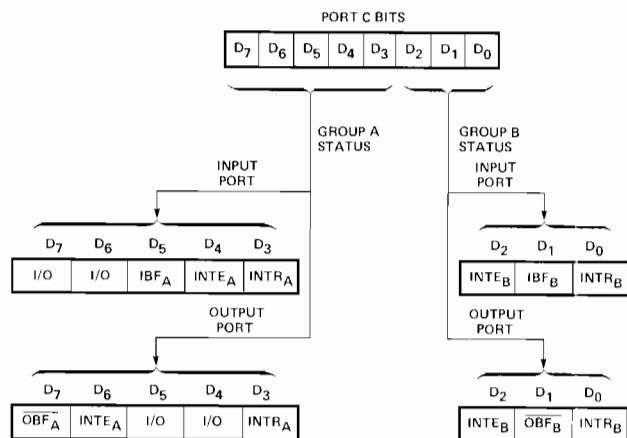 PORT C BITS
D7 D6 D5 D4 D3 D2 D1 D0
GROUP A STATUS
GROUP B STATUS
INPUT PORT
INPUT PORT
D7 D6 D5 D4 D3
I/O I/O IBFA INTEA INTRA
D2 D1 D0
INTEB IBFB INTRB
OUTPUT PORT
OUTPUT PORT
D7 D6 D5 D4 D3
O̅B̅F̅A̅ INTEA I/O I/O INTRA
D2 D1 D0
INTEB O̅B̅F̅B̅ INTRB